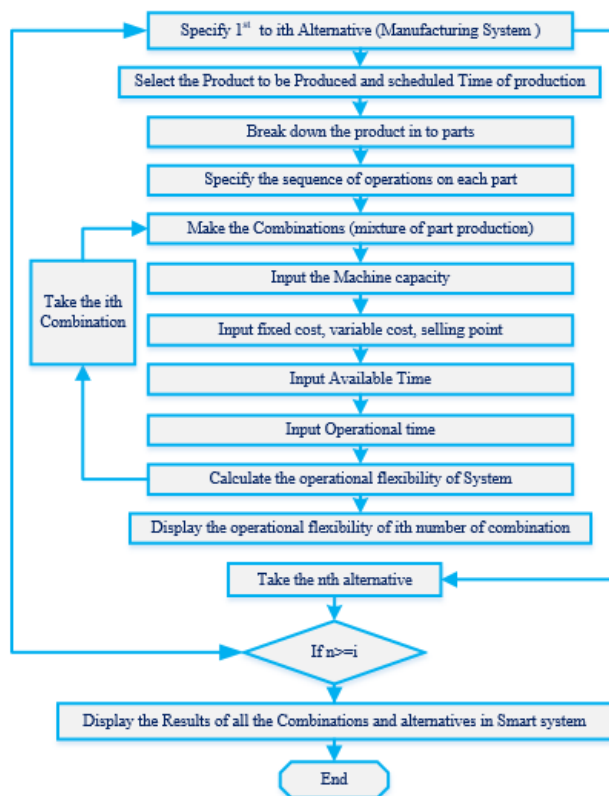 Specify 1st to ith Alternative (Manufacturing System )
Select the Product to be Produced and scheduled Time of production
Break down the product in to parts
Specify the sequence of operations on each part
Make the Combinations (mixture of part production)
Input the Machine capacity
Take the ith
Combination
Input fixed cost, variable cost, selling point
Input Available Time
Input Operational time
Calculate the operational flexibility of System
Display the operational flexibility of ith number of combination
Take the nth alternative
If n>=i
Display the Results of all the Combinations and alternatives in Smart system
End